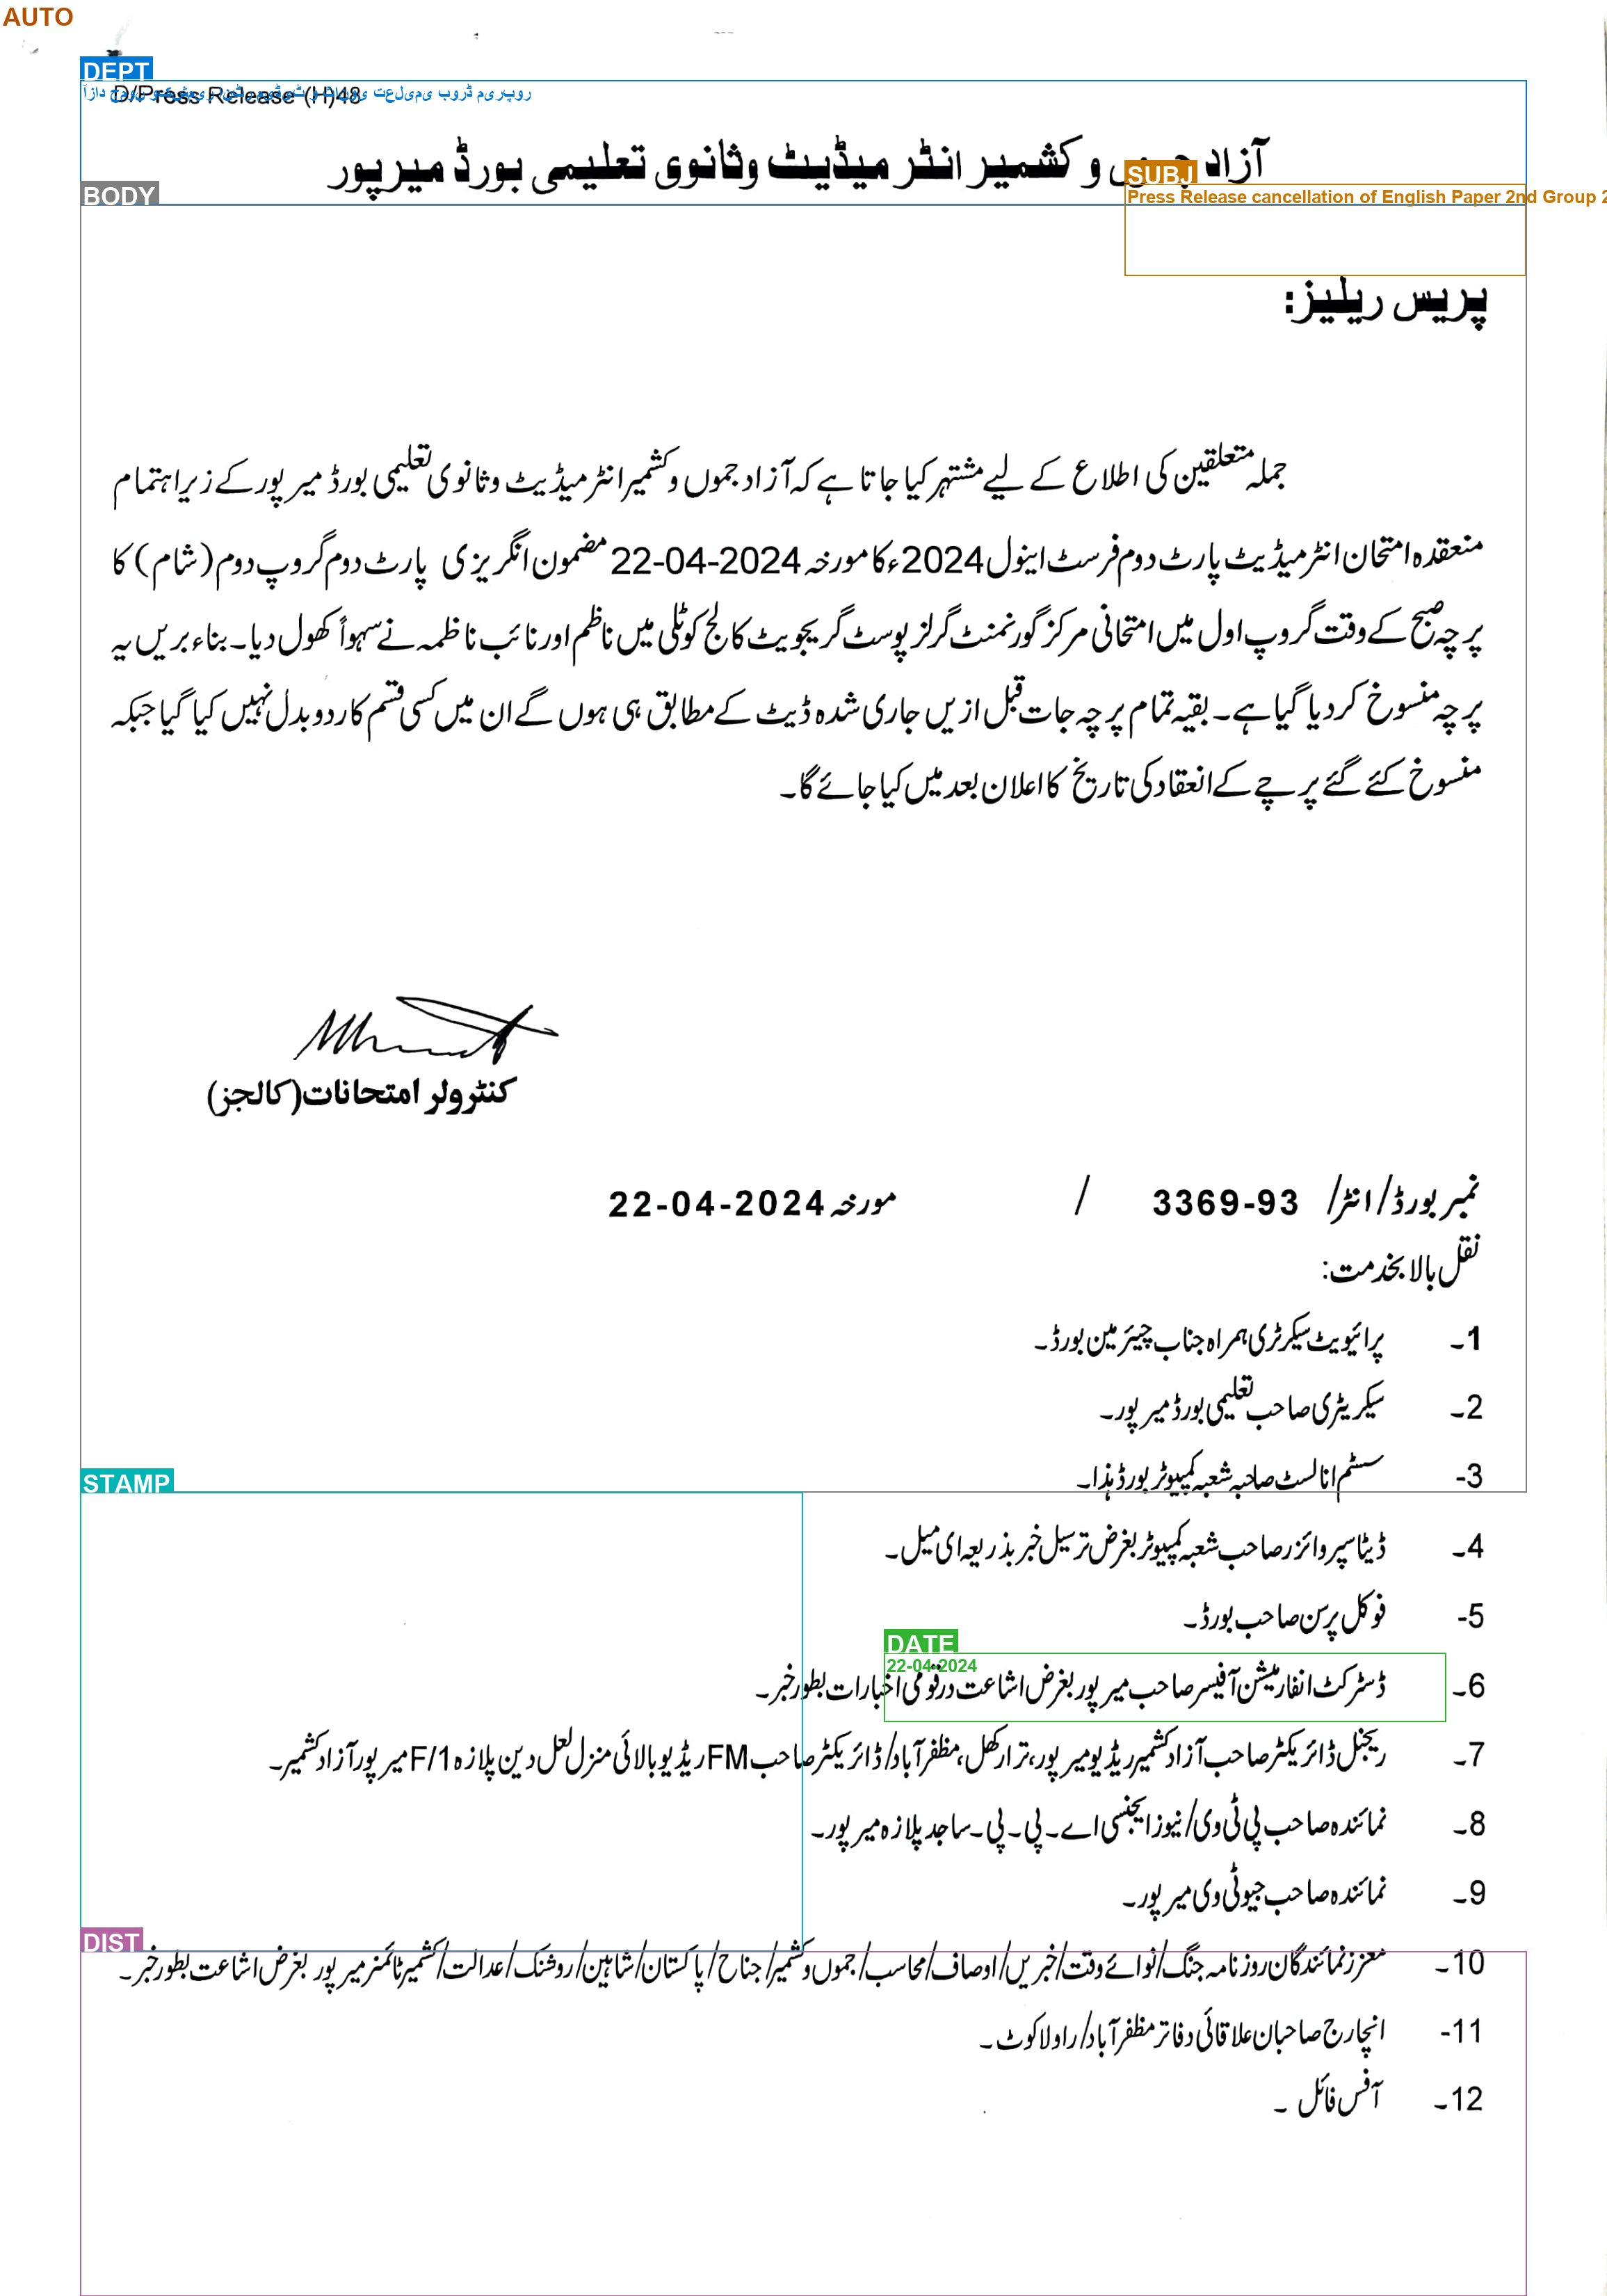 AUTO
DEPT
D/Press Release (H)48
آزاد جموں و کشمیر انٹر میڈیٹ وثانوی تعلیمی بورڈ میرپور
SUBJ
Press Release cancellation of English Paper 2nd Group 2
BODY
پریس ریلیز:
جملہ متعلقین کی اطلاع کے لیے مشتہر کیا جاتا ہے کہ آزاد جموں و کشمیر انٹر میڈیٹ وثانوی تعلیمی بورڈ میرپور کے زیر اہتمام
منعقدہ امتحان انٹرمیڈیٹ پارٹ دوم فرسٹ اینول 2024ء کا مورخہ 22-04-2024 مضمون انگریزی پارٹ دوم گروپ دوم (شام) کا
پرچہ صبح کے وقت گروپ اول میں امتحانی مرکز گورنمنٹ گرلز پوسٹ گریجویٹ کالج کوٹلی میں ناظم اور نائب ناظمہ نے سہواً کھول دیا۔ بناء بریں یہ
پرچہ منسوخ کر دیا گیا ہے۔ بقیہ تمام پرچہ جات قبل ازیں جاری شدہ ڈیٹ کے مطابق ہی ہوں گے ان میں کسی قسم کا ردوبدل نہیں کیا گیا جبکہ
منسوخ کئے گئے پرچے کے انعقاد کی تاریخ کا اعلان بعد میں کیا جائے گا۔
کنٹرولر امتحانات (کالجز)
نمبر بورڈ/انٹر/ 3369-93 / مورخہ 22-04-2024
نقل بالا بخدمت:
1۔ پرائیویٹ سیکرٹری ہمراہ جناب چیئرمین بورڈ۔
2۔ سیکریٹری صاحب تعلیمی بورڈ میرپور۔
3- سسٹم انالسٹ صاحبہ شعبہ کمپیوٹر بورڈ ہذا۔
STAMP
4۔ ڈیٹا سپروائزر صاحب شعبہ کمپیوٹر بغرض ترسیل خبر بذریعہ ای میل۔
5- فوکل پرسن صاحب بورڈ۔
DATE
22-04-2024
6۔ ڈسٹرکٹ انفارمیشن آفیسر صاحب میرپور بغرض اشاعت در قومی اخبارات بطور خبر۔
7۔ ریجنل ڈائریکٹر صاحب آزاد کشمیر ریڈیو میرپور، تراڑکھل، مظفرآباد/ ڈائریکٹر صاحب FM ریڈیو بالائی منزل لعل دین پلازہ F/1 میرپور آزاد کشمیر۔
8۔ نمائندہ صاحب پی ٹی وی/ نیوز ایجنسی اے۔ پی۔ پی۔ ساجد پلازہ میرپور۔
9۔ نمائندہ صاحب جیو ٹی وی میرپور۔
DIST
10۔ معزز نمائندگان روزنامہ جنگ/ نوائے وقت/ خبریں/ اوصاف/ محاسب/ جموں و کشمیر/ جناح/ پاکستان/ شاہین/ روشنک/ عدالت/ کشمیر ٹائمنر میرپور بغرض اشاعت بطور خبر۔
11- انچارج صاحبان علاقائی دفاتر مظفرآباد/ راولاکوٹ۔
12۔ آفس فائل ۔